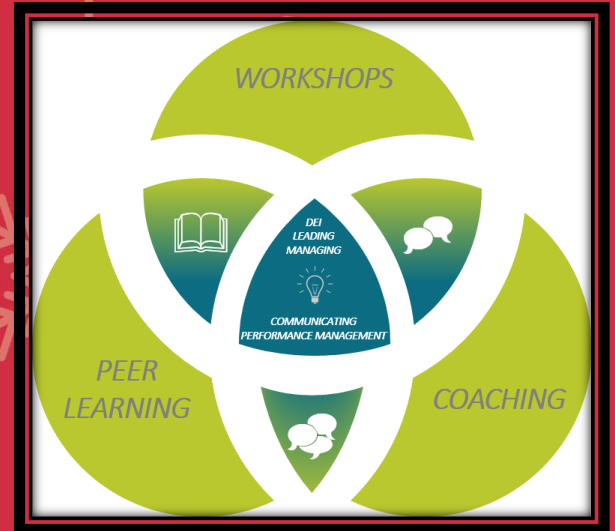 WORKSHOPS
DEI
LEADING
MANAGING
COMMUNICATING
PERFORMANCE MANAGEMENT
PEER
LEARNING
COACHING